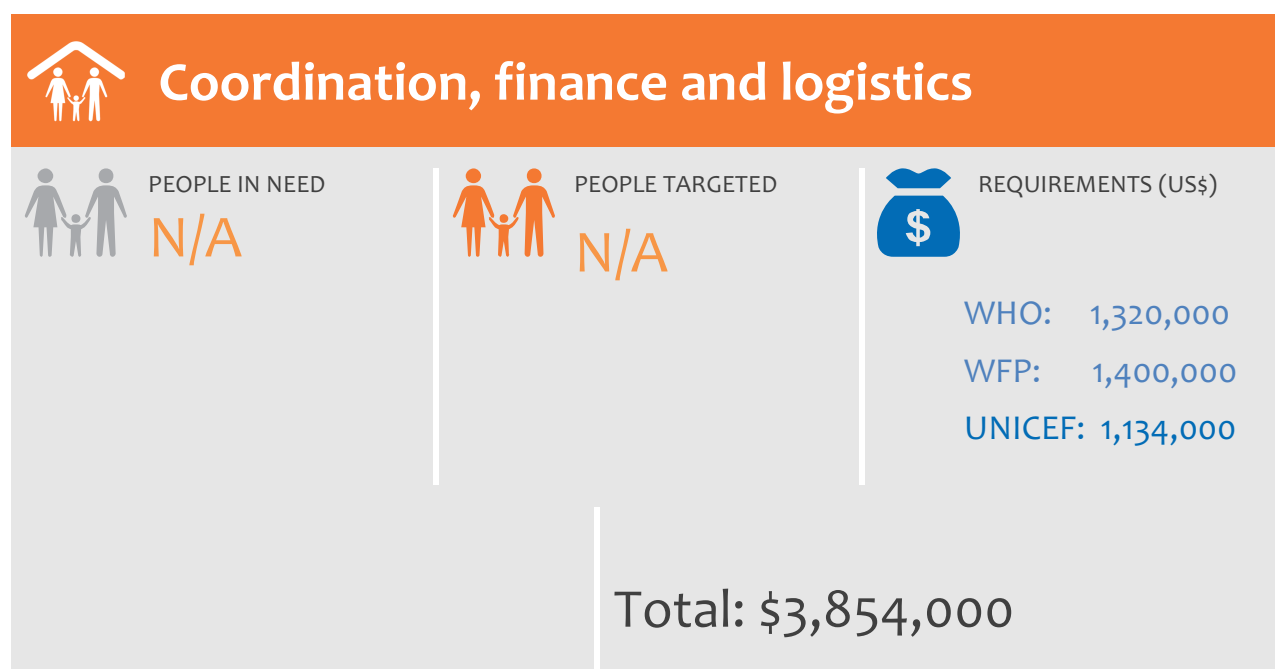 Coordination, finance and logistics
PEOPLE IN NEED
N/A
PEOPLE TARGETED
N/A
$
REQUIREMENTS (US$)
WHO: 1,320,000
WFP: 1,400,000
UNICEF: 1,134,000
Total: $3,854,000